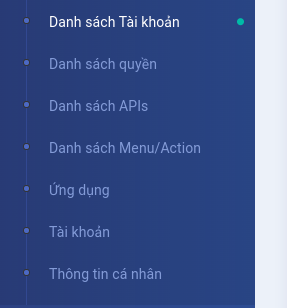 Danh sách Tài khoản
Danh sách quyền
Danh sách APIs
Danh sách Menu/Action
Ứng dụng
Tài khoản
Thông tin cá nhân